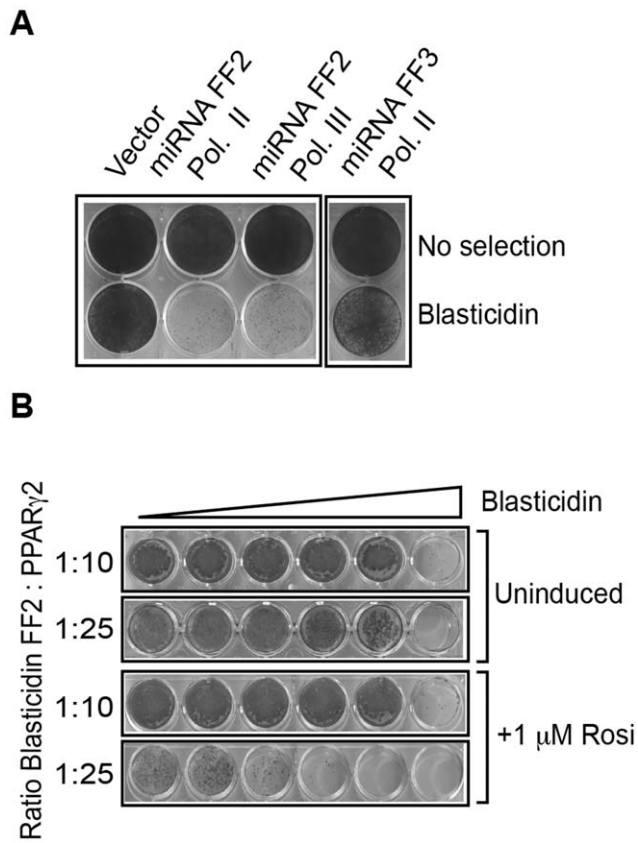 A
Vector
miRNA FF2
Pol. II
miRNA FF2
Pol. III
miRNA FF3
Pol. II
No selection
Blasticidin
B
Ratio Blasticidin FF2 : PPARγ2
Blasticidin
1:10
1:25
Uninduced
1:10
1:25
+1 μM Rosi